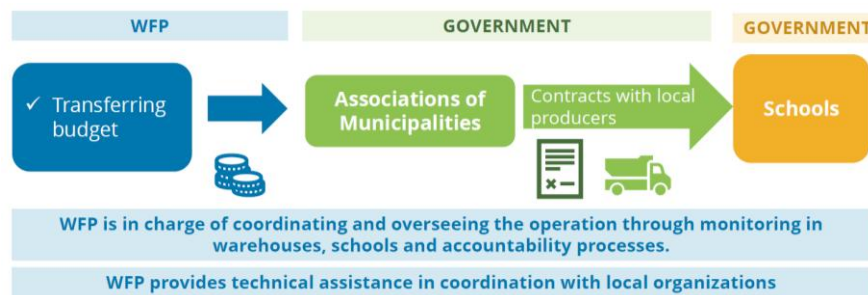 WFP
GOVERNMENT
GOVERNMENT
✓ Transferring
budget
Associations of
Municipalities
Contracts with local
producers
Schools
WFP is in charge of coordinating and overseeing the operation through monitoring in
warehouses, schools and accountability processes.
WFP provides technical assistance in coordination with local organizations